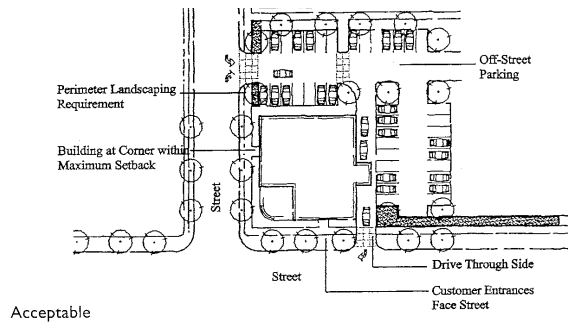 Off-Street
Parking
Perimeter Landscaping
Requirement
Building at Corner within
Maximum Setback
Street
Street
Drive Through Side
Customer Entrances
Face Street
Acceptable